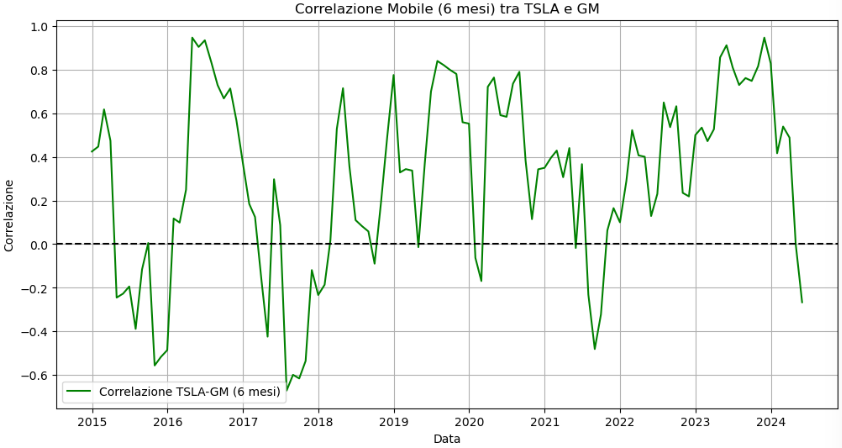 Correlazione Mobile (6 mesi) tra TSLA e GM
Correlazione
1.0
0.8
0.6
0.4
0.2
0.0
−0.2
−0.4
−0.6
Correlazione TSLA-GM (6 mesi)
2015 2016 2017 2018 2019 2020 2021 2022 2023 2024
Data